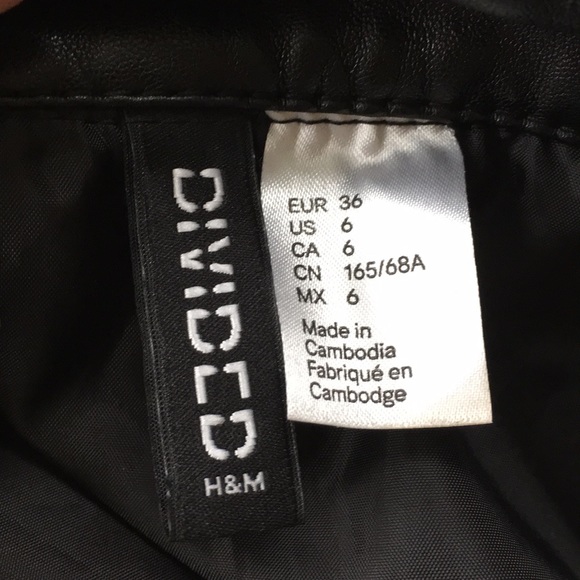 DIVIDED
H&M
EUR 36
US 6
CA 6
CN 165/68A
MX 6
Made in
Cambodia
Fabriqué en
Cambodge